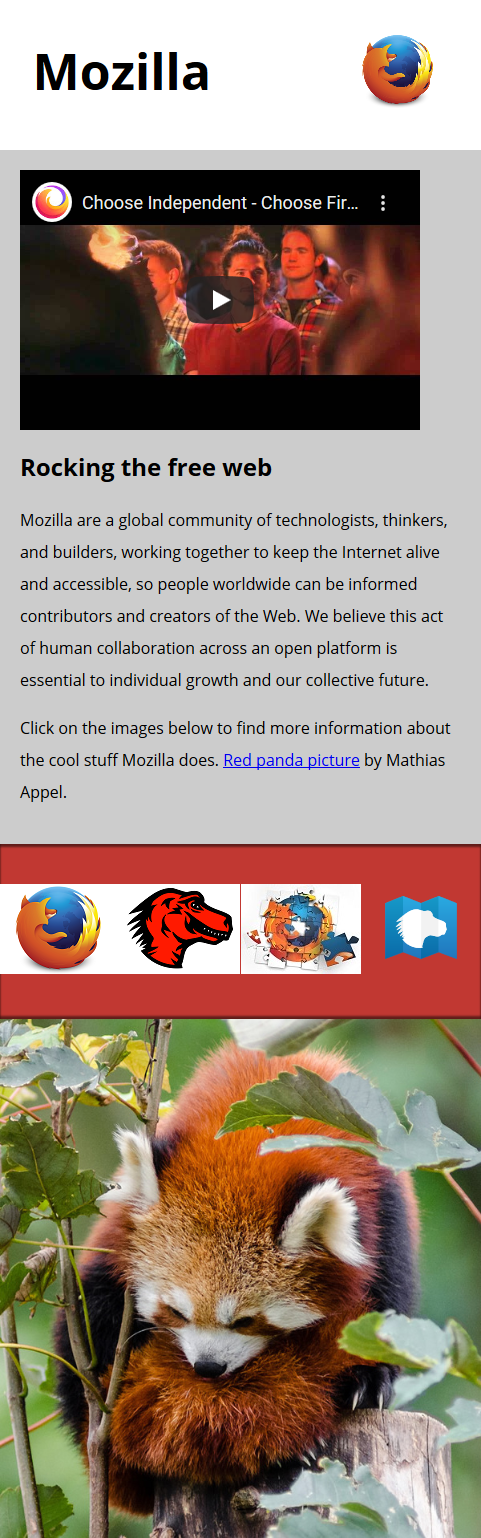 Mozilla
Choose Independent - Choose Fir...
Rocking the free web
Mozilla are a global community of technologists, thinkers,
and builders, working together to keep the Internet alive
and accessible, so people worldwide can be informed
contributors and creators of the Web. We believe this act
of human collaboration across an open platform is
essential to individual growth and our collective future.
Click on the images below to find more information about
the cool stuff Mozilla does. Red panda picture by Mathias
Appel.